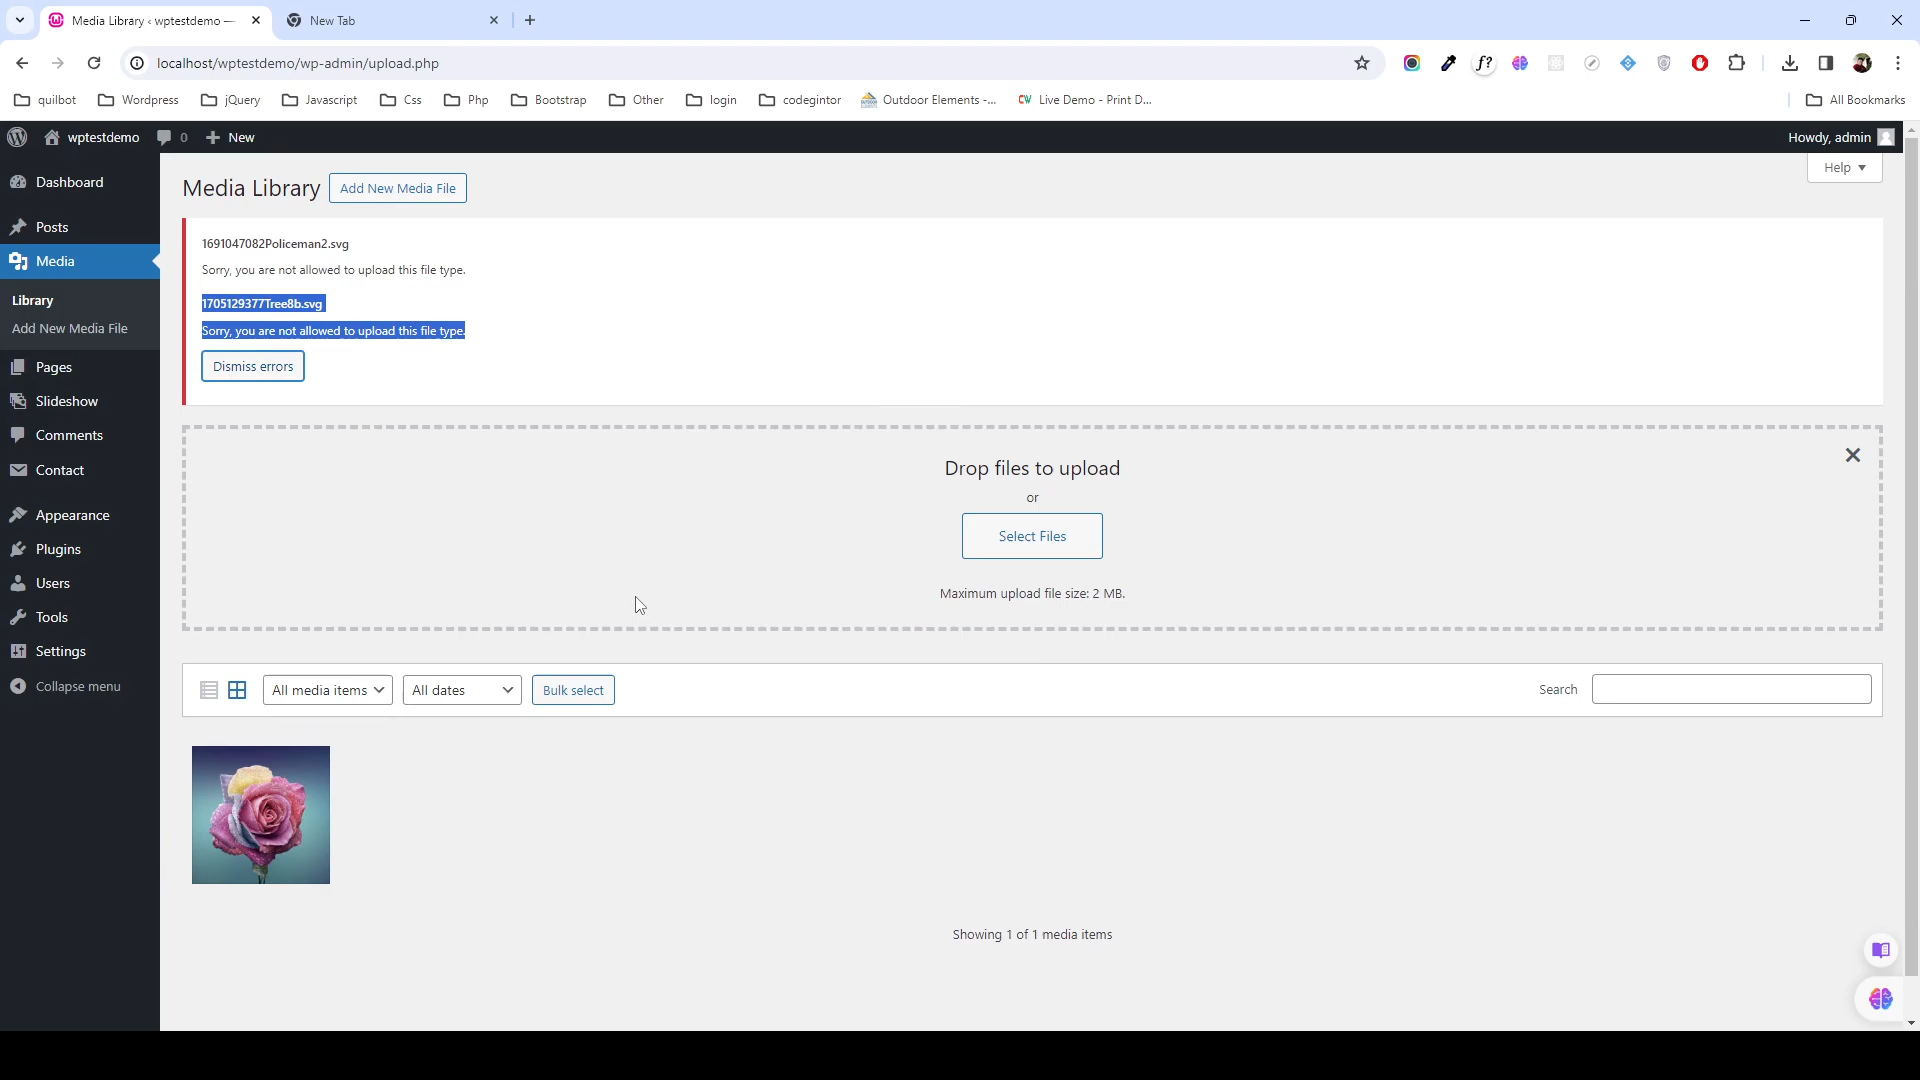 Media Library ‹ wptestdemo —
New Tab
localhost/wptestdemo/wp-admin/upload.php
f?
quilbot
Wordpress
jQuery
Javascript
Css
Php
Bootstrap
Other
login
codegintor
Outdoor Elements -...
CW Live Demo - Print D...
All Bookmarks
wptestdemo
0
New
Howdy, admin
Dashboard
Posts
Media
Library
Add New Media File
Pages
Slideshow
Comments
Contact
Appearance
Plugins
Users
Tools
Settings
Collapse menu
Media Library
Add New Media File
Help
1691047082Policeman2.svg
Sorry, you are not allowed to upload this file type.
1705129377Tree8b.svg
Sorry, you are not allowed to upload this file type.
Dismiss errors
Drop files to upload
or
Select Files
Maximum upload file size: 2 MB.
All media items
All dates
Bulk select
Search
Showing 1 of 1 media items